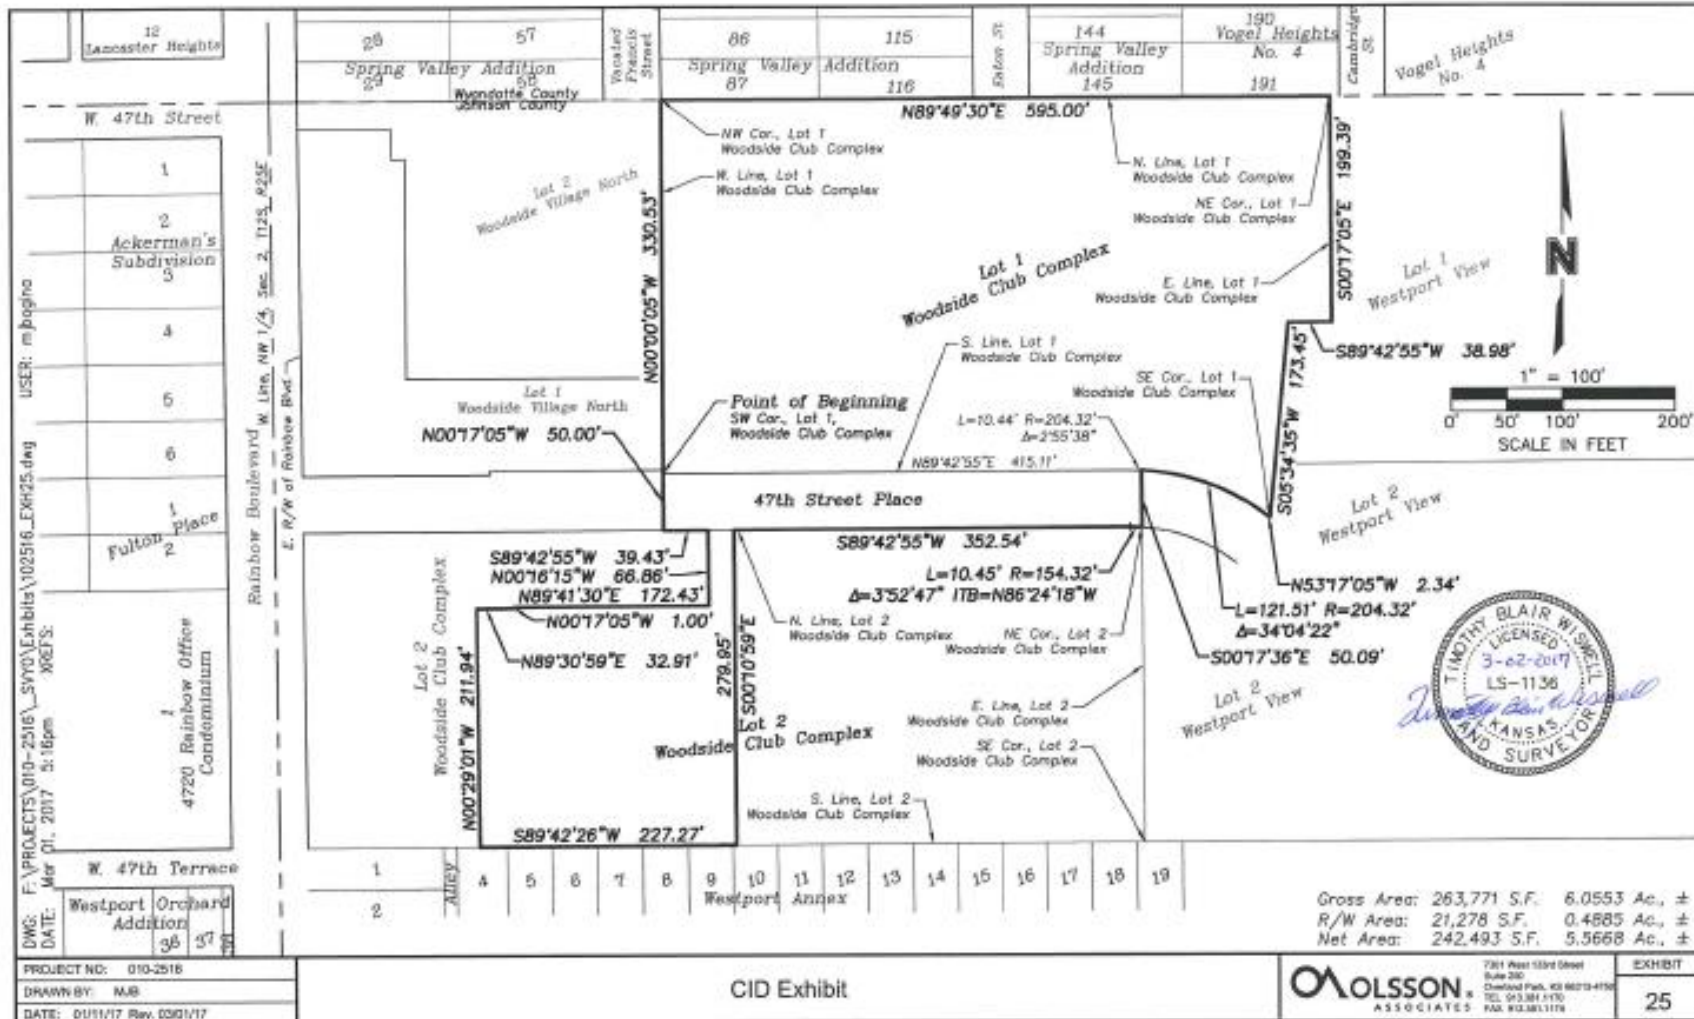 12
Lancaster Heights
28
57
Spring Valley Addition
29
58
Wyandotte County
Johnson County
Vacated
Francis
Street
86
115
Spring Valley Addition
87
116
Eaton St
144
Spring Valley
Addition
145
190
Vogel Heights
No. 4
191
Cambridge
St
Vogel Heights
No. 4
W. 47th Street
N89°49'30"E 595.00'
1
2
Ackerman's
Subdivision
3
4
5
6
1
Fulton Place
2
Rainbow Boulevard
W. Line, NW 1/4, Sec. 2, T12S, R25E
E. R/W of Rainbow Blvd.
Lot 2
Woodside Village North
NW Cor., Lot 1
Woodside Club Complex
W. Line, Lot 1
Woodside Club Complex
N00°00'05"W 330.53'
N. Line, Lot 1
Woodside Club Complex
NE Cor., Lot 1
Woodside Club Complex
S00°17'05"E 199.39'
Lot 1
Woodside Club Complex
E. Line, Lot 1
Woodside Club Complex
Lot 1
Westport View
N
S89°42'55"W 38.98'
S05°34'35"W 173.45'
1" = 100'
0' 50' 100' 200'
SCALE IN FEET
S. Line, Lot 1
Woodside Club Complex
SE Cor., Lot 1
Woodside Club Complex
Lot 1
Woodside Village North
Point of Beginning
SW Cor., Lot 1,
Woodside Club Complex
N00°17'05"W 50.00'
L=10.44' R=204.32'
Δ=2°55'38"
N89°42'55"E 415.11'
47th Street Place
Lot 2
Westport View
S89°42'55"W 39.43'
N00°16'15"W 66.86'
N89°41'30"E 172.43'
N00°17'05"W 1.00'
N89°30'59"E 32.91'
S89°42'55"W 352.54'
L=10.45' R=154.32'
Δ=3°52'47" ITB=N86°24'18"W
N53°17'05"W 2.34'
L=121.51' R=204.32'
Δ=34°04'22"
S00°17'36"E 50.09'
N. Line, Lot 2
Woodside Club Complex
NE Cor., Lot 2
Woodside Club Complex
Lot 2
Woodside Club Complex
N00°29'01"W 211.94'
279.95'
S00°10'59"E
Lot 2
Woodside Club Complex
E. Line, Lot 2
Woodside Club Complex
SE Cor., Lot 2
Woodside Club Complex
Lot 2
Westport View
S. Line, Lot 2
Woodside Club Complex
S89°42'26"W 227.27'
TIMOTHY BLAIR WISWELL
LICENSED
3-02-2017
LS-1136
KANSAS
LAND SURVEYOR
1
4720 Rainbow Office
Condominium
W. 47th Terrace
Westport Orchard
Addition
36 37
1
2
Alley
4 5 6 7 8 9 10 11 12 13 14 15 16 17 18 19
Westport Annex
Gross Area: 263,771 S.F. 6.0553 Ac., ±
R/W Area: 21,278 S.F. 0.4885 Ac., ±
Net Area: 242,493 S.F. 5.5668 Ac., ±
DWG: F:\PROJECTS\010-2516\_SVYO\Exhibits\102516_EXH25.dwg USER: mbogina
DATE: Mar 01, 2017 5:16pm XREFS:
PROJECT NO: 010-2516
DRAWN BY: MJB
DATE: 01/11/17 Rev. 03/01/17
CID Exhibit
OLSSON
ASSOCIATES
7301 West 133rd Street
Suite 200
Overland Park, KS 66213-4750
TEL 913.381.1170
FAX 913.381.1174
EXHIBIT
25